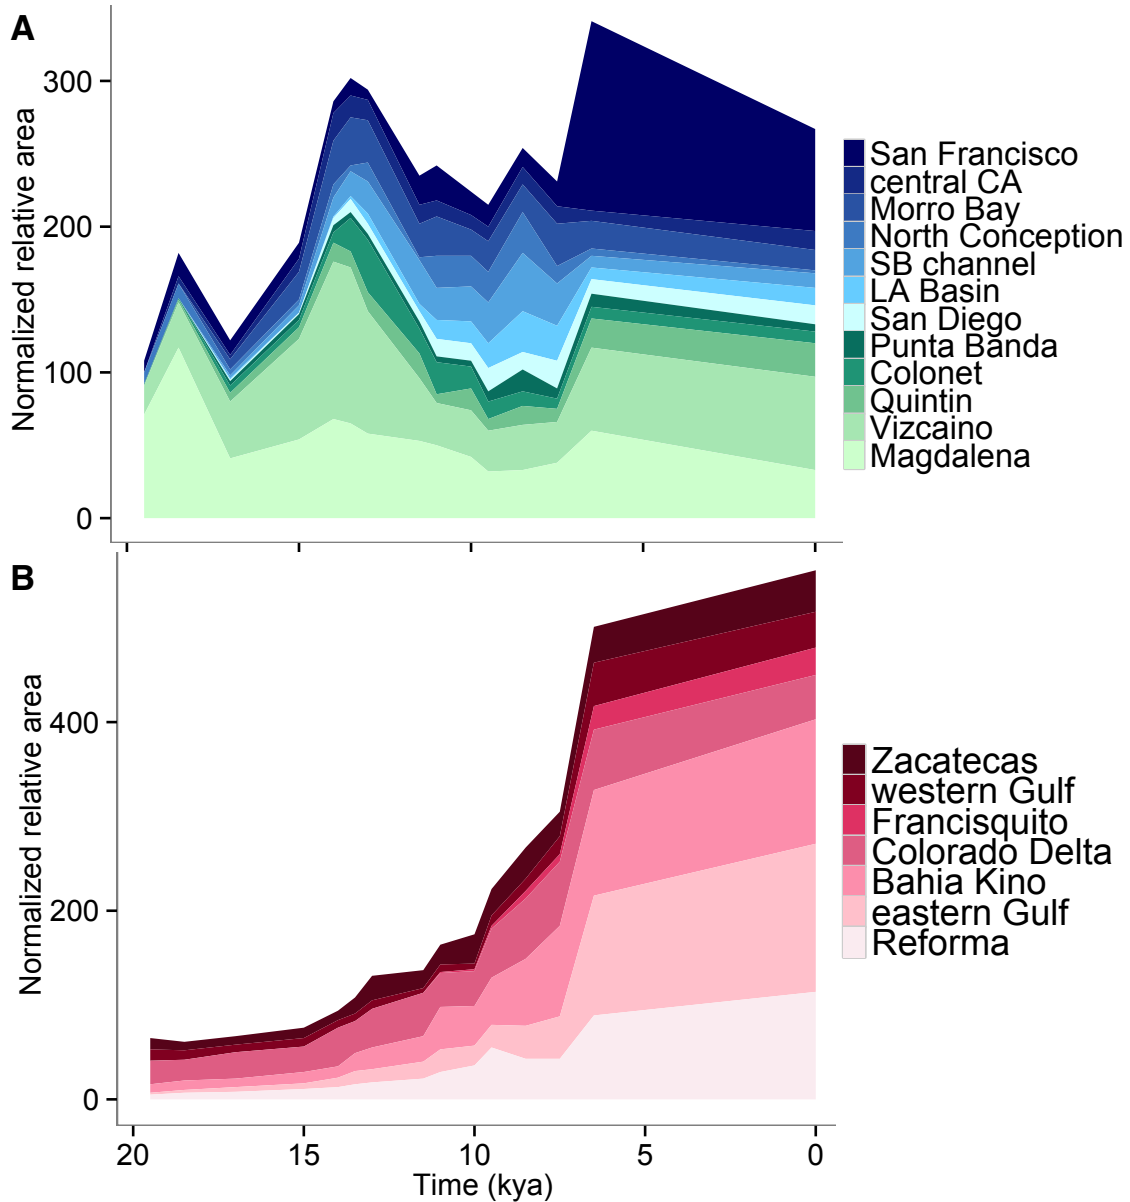 A
Normalized relative area
300
200
100
0
San Francisco
central CA
Morro Bay
North Conception
SB channel
LA Basin
San Diego
Punta Banda
Colonet
Quintin
Vizcaino
Magdalena
B
Normalized relative area
400
200
0
Zacatecas
western Gulf
Francisquito
Colorado Delta
Bahia Kino
eastern Gulf
Reforma
20 15 10 5 0
Time (kya)